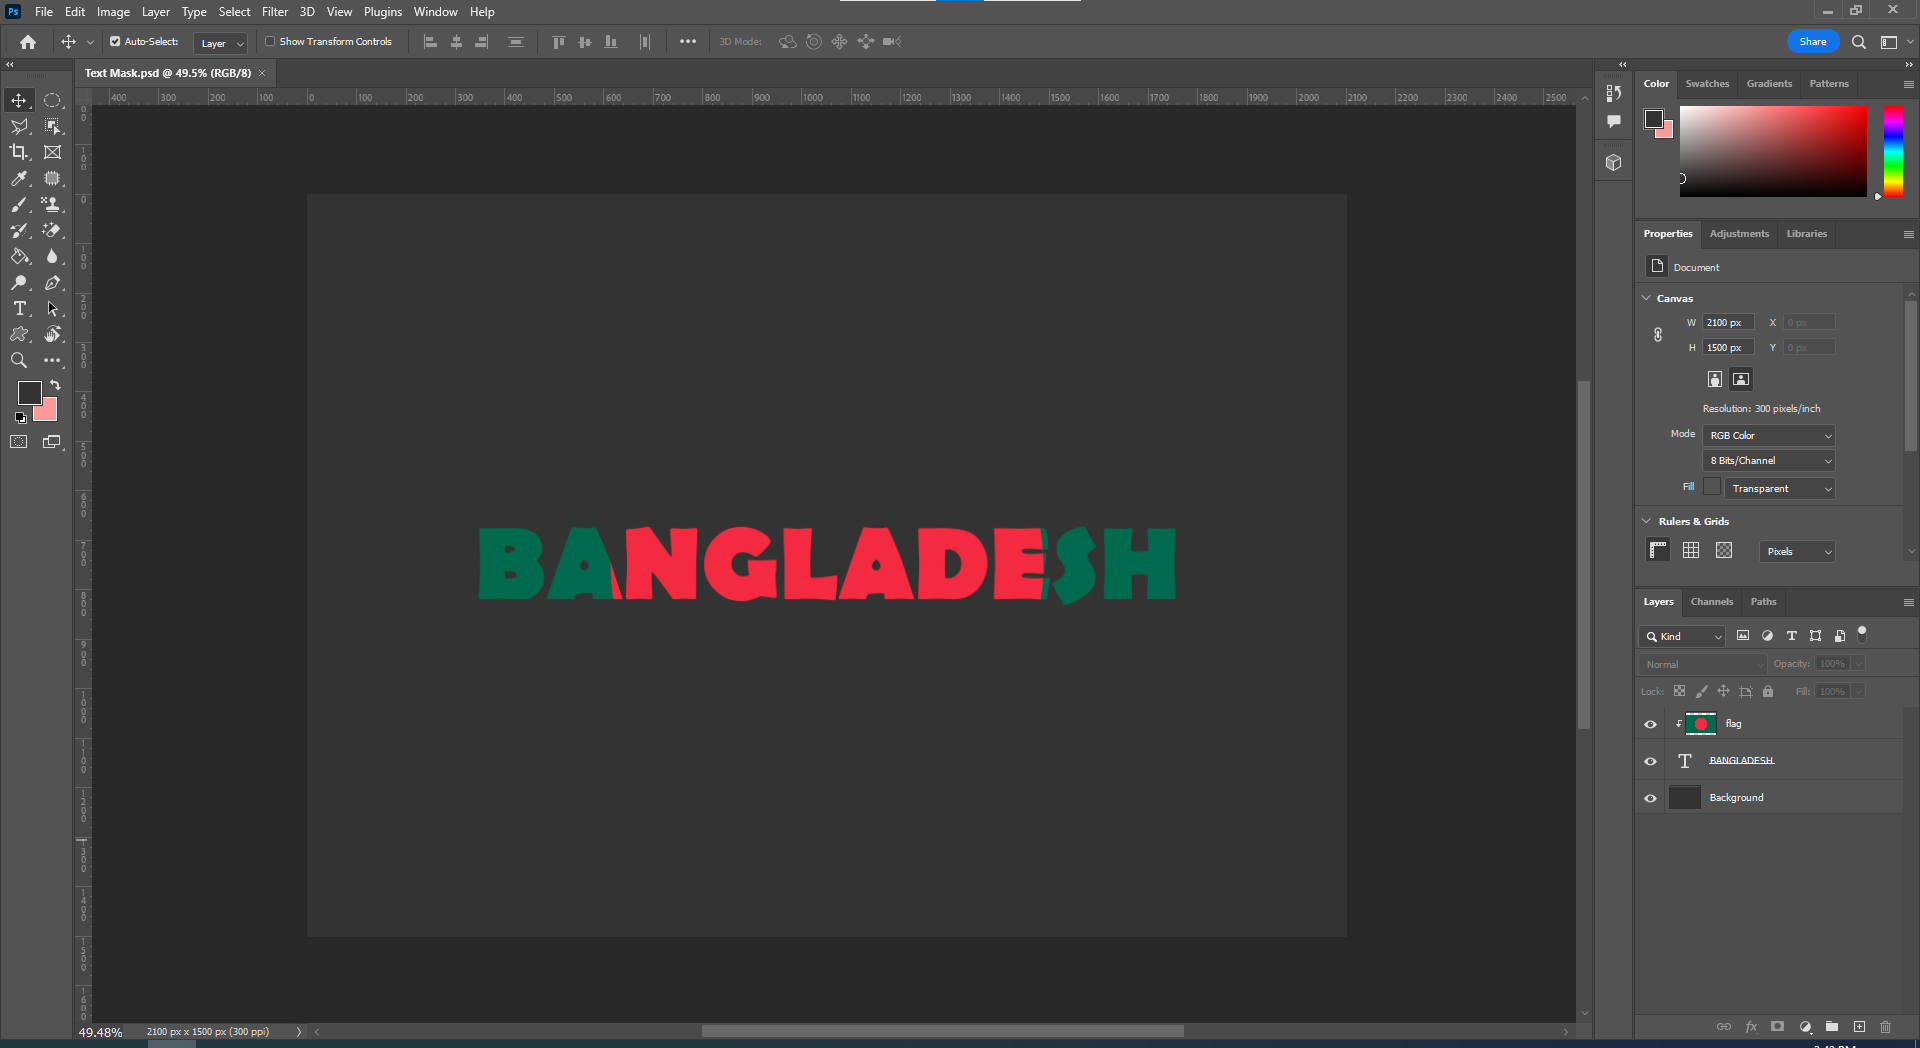 Ps File Edit Image Layer Type Select Filter 3D View Plugins Window Help
Auto-Select: Layer Show Transform Controls 3D Mode: Share
Text Mask.psd @ 49.5% (RGB/8) ×
400 300 200 100 0 100 200 300 400 500 600 700 800 900 1000 1100 1200 1300 1400 1500 1600 1700 1800 1900 2000 2100 2200 2300 2400 2500
Color Swatches Gradients Patterns
Properties Adjustments Libraries
Document
Canvas
W 2100 px X 0 px
H 1500 px Y 0 px
Resolution: 300 pixels/inch
Mode RGB Color
8 Bits/Channel
Fill Transparent
Rulers & Grids
Pixels
BANGLADESH
Layers Channels Paths
Kind
Normal Opacity: 100%
Lock: Fill: 100%
flag
BANGLADESH
Background
49.48% 2100 px x 1500 px (300 ppi)